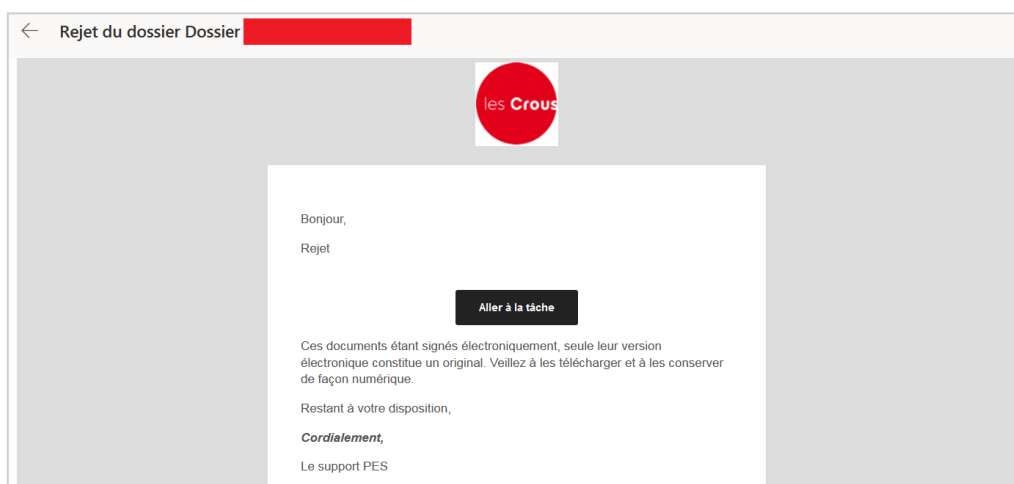 Rejet du dossier Dossier
les Crous
Bonjour,
Rejet
Aller à la tâche
Ces documents étant signés électroniquement, seule leur version
électronique constitue un original. Veillez à les télécharger et à les conserver
de façon numérique.
Restant à votre disposition,
Cordialement,
Le support PES